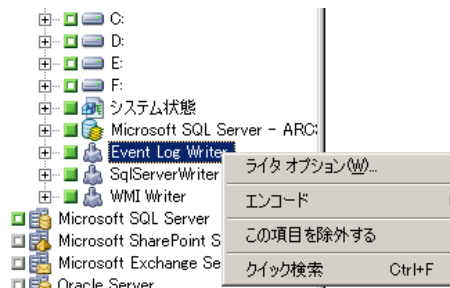 C:
D:
E:
F:
システム状態
Microsoft SQL Server - ARC
Event Log Writer
SqlServerWriter
WMI Writer
Microsoft SQL Server
Microsoft SharePoint S
Microsoft Exchange Se
Oracle Server
ライタ オプション(W)...
エンコード
この項目を除外する
クイック検索 Ctrl+F